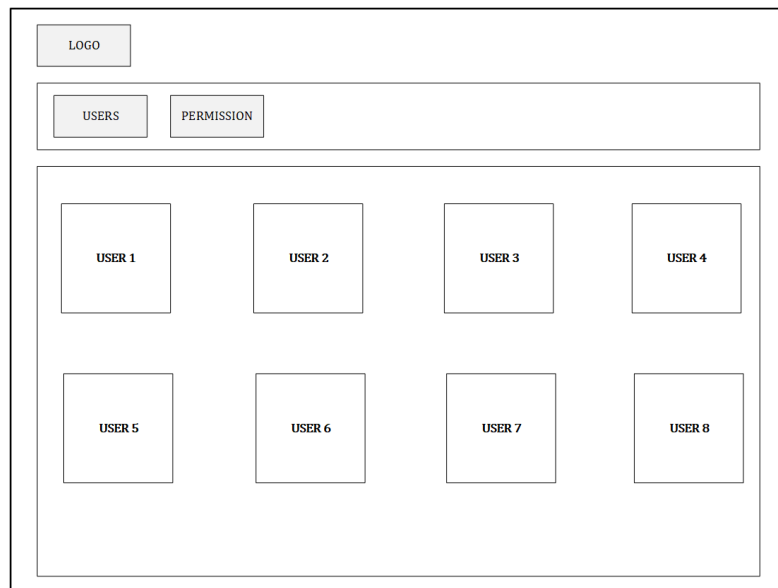 LOGO
USERS
PERMISSION
USER 1
USER 2
USER 3
USER 4
USER 5
USER 6
USER 7
USER 8